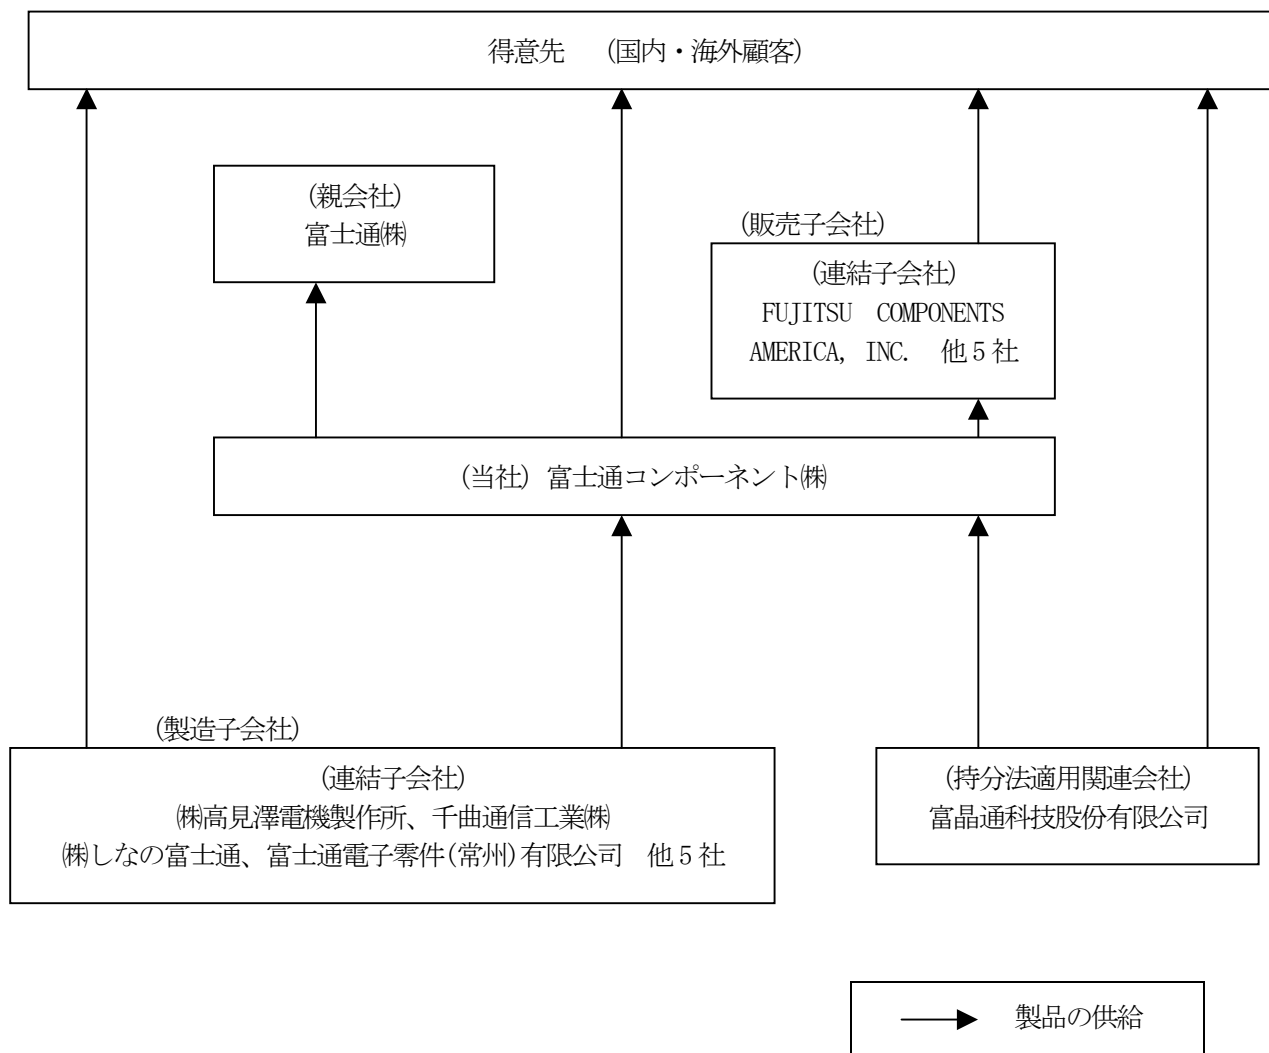 得意先　(国内・海外顧客)
(親会社)
富士通㈱
(販売子会社)
(連結子会社)
FUJITSU COMPONENTS
AMERICA, INC. 他5社
(当社) 富士通コンポーネント㈱
(製造子会社)
(連結子会社)
㈱高見澤電機製作所、千曲通信工業㈱
㈱しなの富士通、富士通電子零件(常州)有限公司　他5社
(持分法適用関連会社)
富晶通科技股份有限公司
製品の供給